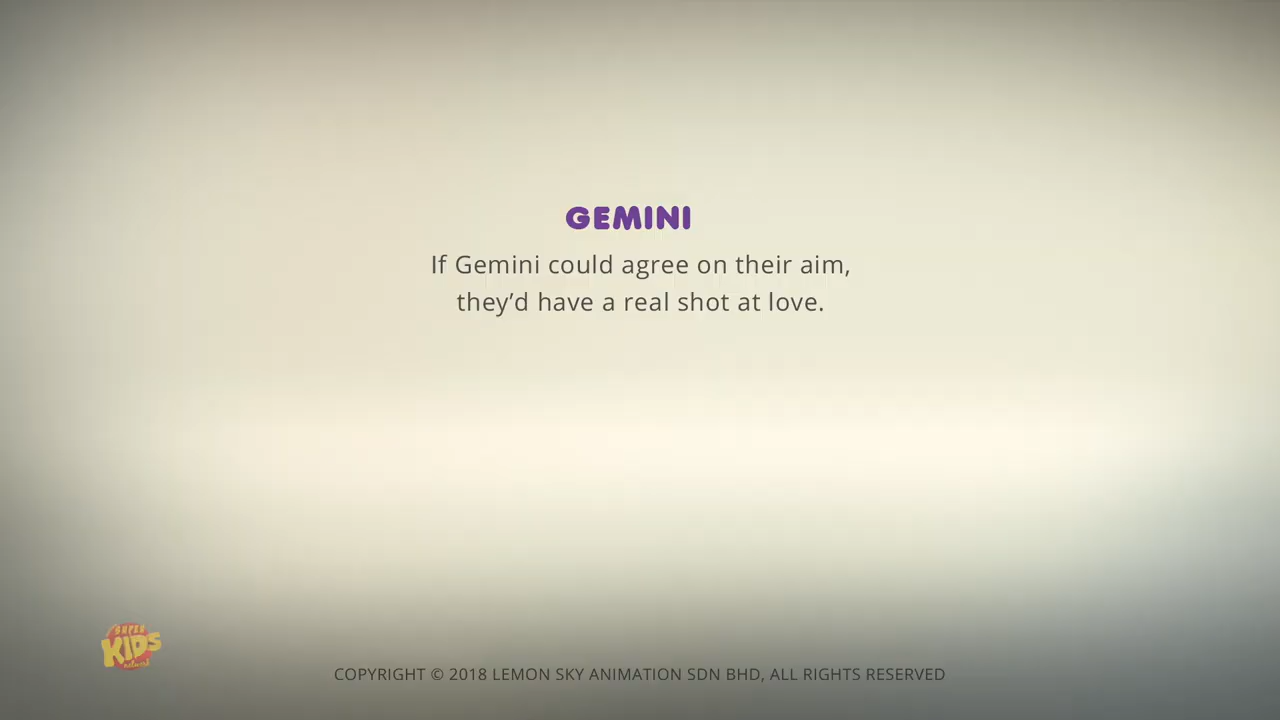 GEMINI
If Gemini could agree on their aim,
they’d have a real shot at love.
SUPER
KIDS
COPYRIGHT © 2018 LEMON SKY ANIMATION SDN BHD, ALL RIGHTS RESERVED